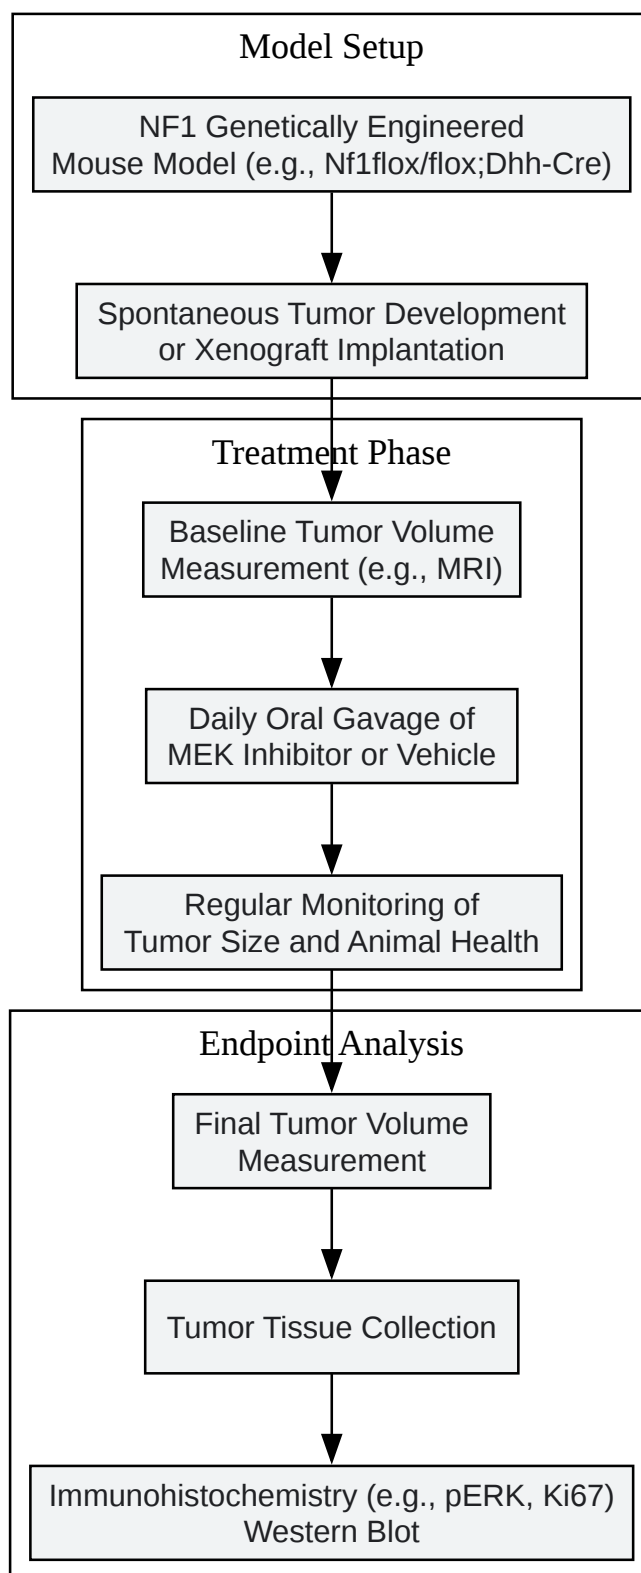 Model Setup
NF1 Genetically Engineered
Mouse Model (e.g., Nf1flox/flox;Dhh-Cre)
Spontaneous Tumor Development
or Xenograft Implantation
Treatment Phase
Baseline Tumor Volume
Measurement (e.g., MRI)
Daily Oral Gavage of
MEK Inhibitor or Vehicle
Regular Monitoring of
Tumor Size and Animal Health
Endpoint Analysis
Final Tumor Volume
Measurement
Tumor Tissue Collection
Immunohistochemistry (e.g., pERK, Ki67)
Western Blot